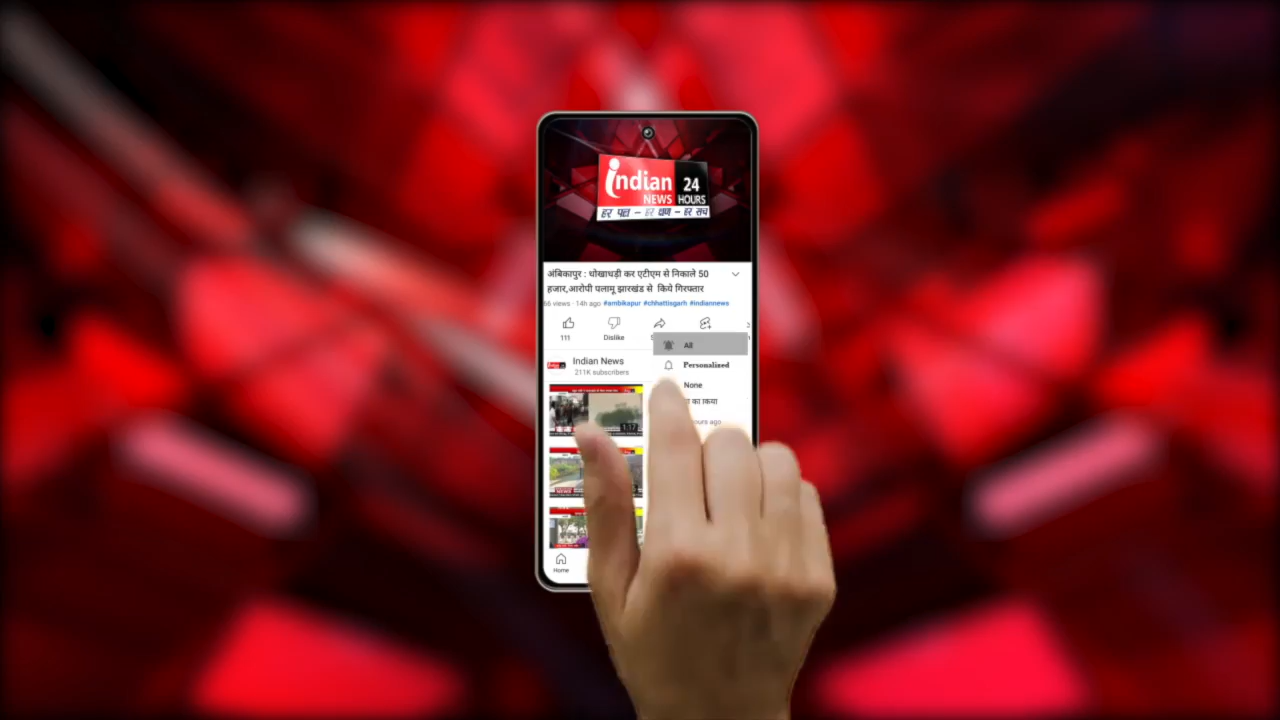 indian
NEWS
24
HOURS
हर पल – हर क्षण – हर सच
अंबिकापुर : धोखाधड़ी कर एटीएम से निकाले 50
हजार,आरोपी पलामू झारखंड से किये गिरफ्तार
66 views · 14h ago #ambikapur #chhattisgarh #indiannews
111
Dislike
All
Indian News
211K subscribers
Personalized
None
का किया
ours ago
1:17
Home